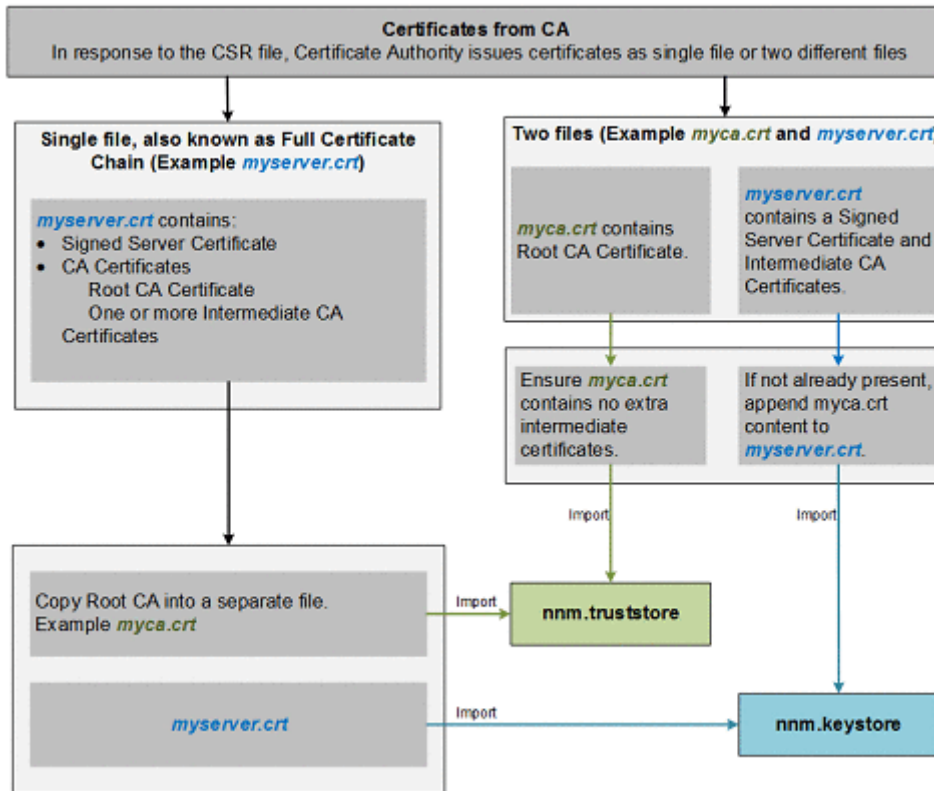 Certificates from CA
In response to the CSR file, Certificate Authority issues certificates as single file or two different files
Single file, also known as Full Certificate
Chain (Example myserver.crt)
myserver.crt contains:
• Signed Server Certificate
• CA Certificates
Root CA Certificate
One or more Intermediate CA
Certificates
Two files (Example myca.crt and myserver.crt)
myca.crt contains
Root CA Certificate.
myserver.crt
contains a Signed
Server Certificate and
Intermediate CA
Certificates.
Ensure myca.crt
contains no extra
intermediate
certificates.
If not already present,
append myca.crt
content to
myserver.crt.
Import
Import
Copy Root CA into a separate file.
Example myca.crt
Import
nnm.truststore
myserver.crt
Import
nnm.keystore